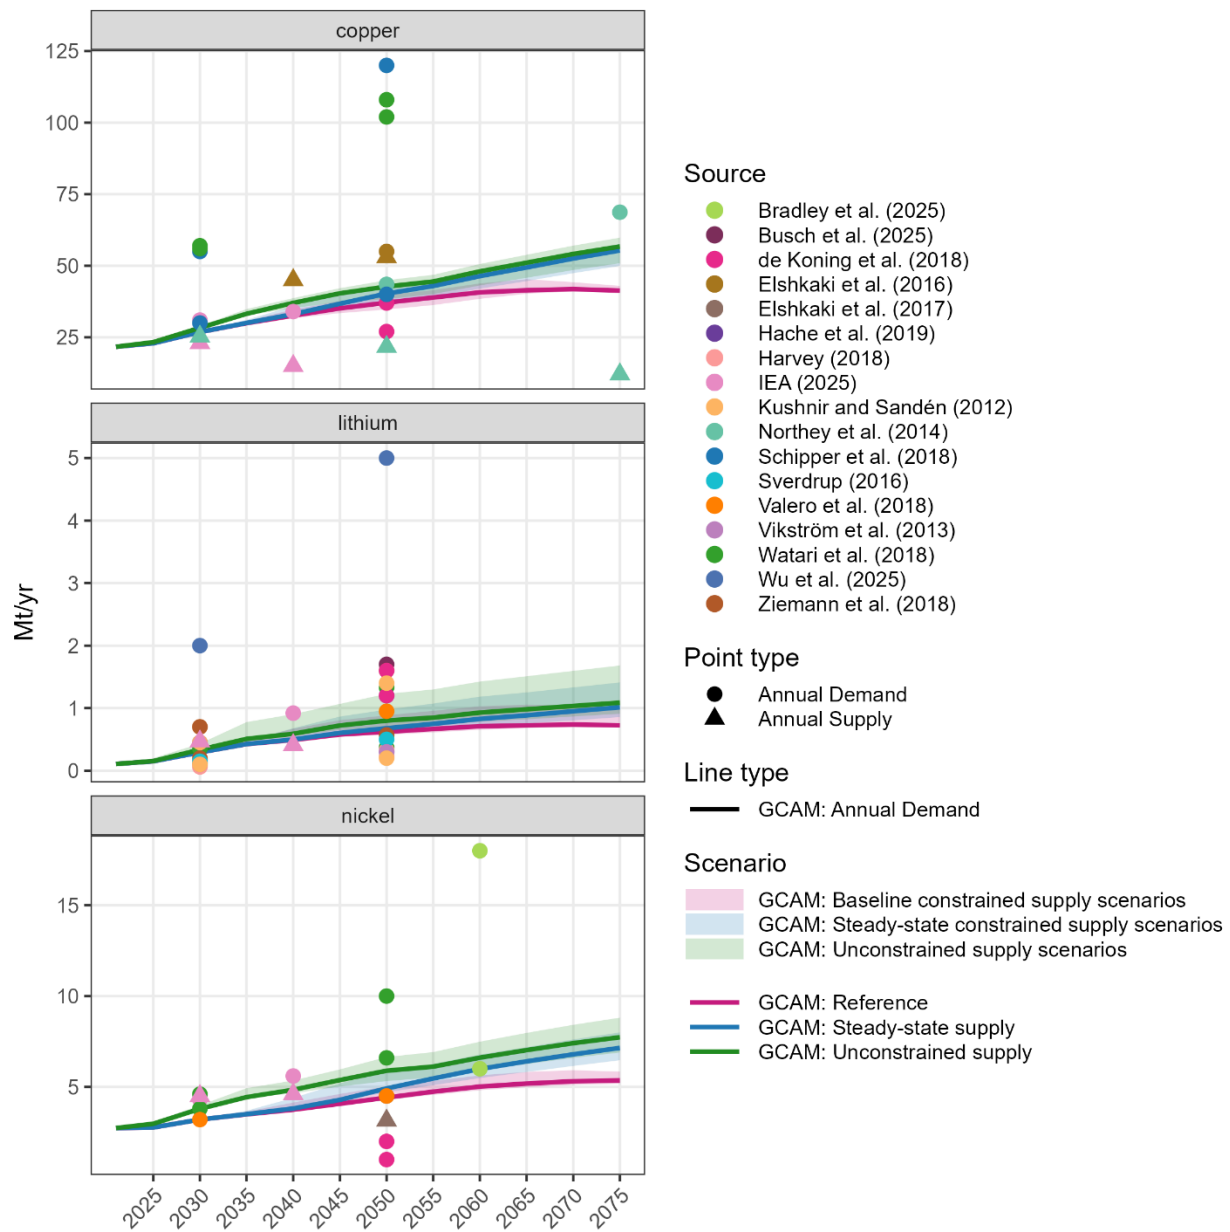 copper
125
100
75
50
25
lithium
5
4
3
2
1
0
nickel
15
10
5
Mt/yr
2025
2030
2035
2040
2045
2050
2055
2060
2065
2070
2075
Source
Bradley et al. (2025)
Busch et al. (2025)
de Koning et al. (2018)
Elshkaki et al. (2016)
Elshkaki et al. (2017)
Hache et al. (2019)
Harvey (2018)
IEA (2025)
Kushnir and Sandén (2012)
Northey et al. (2014)
Schipper et al. (2018)
Sverdrup (2016)
Valero et al. (2018)
Vikström et al. (2013)
Watari et al. (2018)
Wu et al. (2025)
Ziemann et al. (2018)
Point type
Annual Demand
Annual Supply
Line type
GCAM: Annual Demand
Scenario
GCAM: Baseline constrained supply scenarios
GCAM: Steady-state constrained supply scenarios
GCAM: Unconstrained supply scenarios
GCAM: Reference
GCAM: Steady-state supply
GCAM: Unconstrained supply